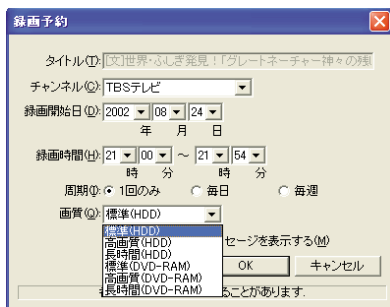 録画予約
タイトル(T): [文]世界・ふしぎ発見!「グレートネーチャー神々の残
チャンネル(C): TBSテレビ
録画開始日(D): 2002 08 24
年 月 日
録画時間(H): 21 00 ~ 21 54
時 分 時 分
周期(I): 1回のみ 毎日 毎週
画質(Q): 標準(HDD)
標準(HDD)
高画質(HDD)
長時間(HDD)
標準(DVD-RAM)
高画質(DVD-RAM)
長時間(DVD-RAM)
セージを表示する(M)
OK キャンセル
ることがあります.